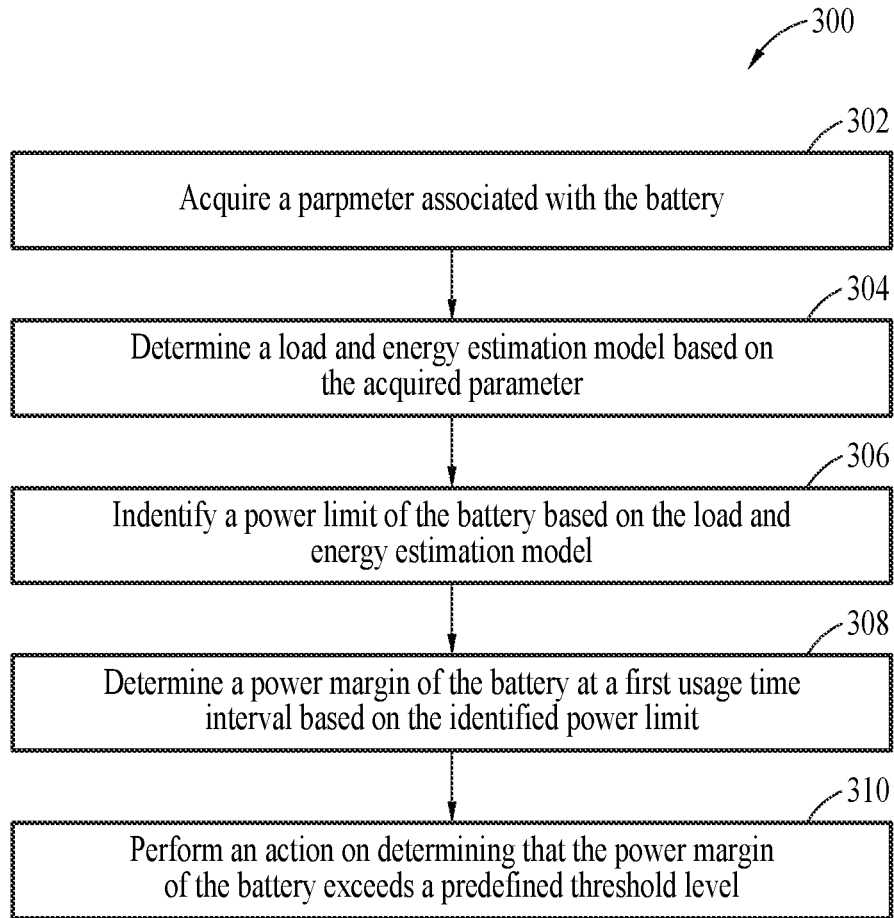 300
302
Acquire a parpmeter associated with the battery
304
Determine a load and energy estimation model based on
the acquired parameter
306
Indentify a power limit of the battery based on the load and
energy estimation model
308
Determine a power margin of the battery at a first usage time
interval based on the identified power limit
310
Perform an action on determining that the power margin
of the battery exceeds a predefined threshold level